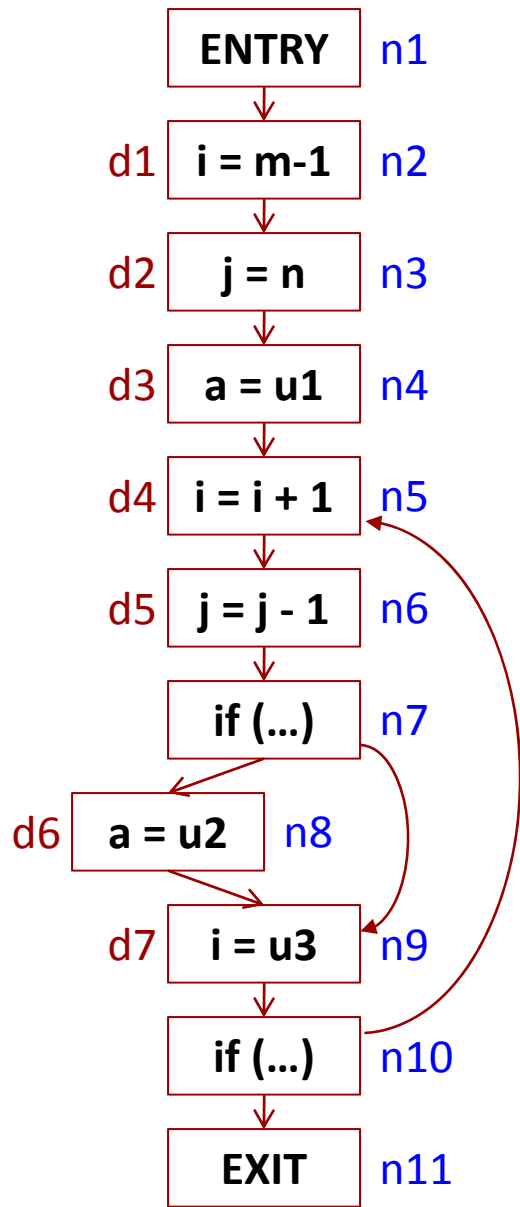 ENTRY n1
d1 i = m-1 n2
d2 j = n n3
d3 a = u1 n4
d4 i = i + 1 n5
d5 j = j - 1 n6
if (...) n7
d6 a = u2 n8
d7 i = u3 n9
if (...) n10
EXIT n11